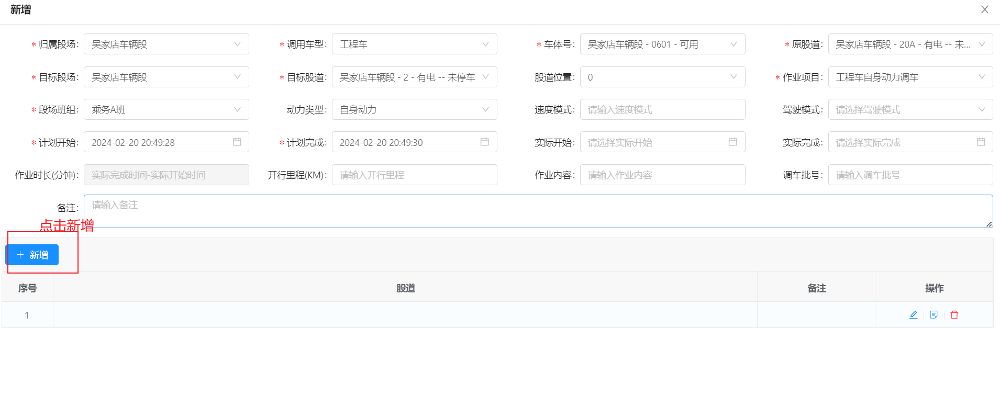 新增
* 归属段场： 吴家店车辆段 * 调用车型： 工程车 * 车体号： 吴家店车辆段 - 0601 - 可用 * 原股道： 吴家店车辆段 - 20A - 有电 -- 未...
* 目标段场： 吴家店车辆段 * 目标股道： 吴家店车辆段 - 2 - 有电 -- 未停车 股道位置： 0 * 作业项目： 工程车自身动力调车
* 段场班组： 乘务A班 动力类型： 自身动力 速度模式： 请输入速度模式 驾驶模式： 请选择驾驶模式
* 计划开始： 2024-02-20 20:49:28 * 计划完成： 2024-02-20 20:49:30 实际开始： 请选择实际开始 实际完成： 请选择实际完成
作业时长(分钟)： 实际完成时间-实际开始时间 开行里程(KM)： 请输入开行里程 作业内容： 请输入作业内容 调车批号： 请输入调车批号
备注： 请输入备注
点击新增
+ 新增
序号 股道 备注 操作
1